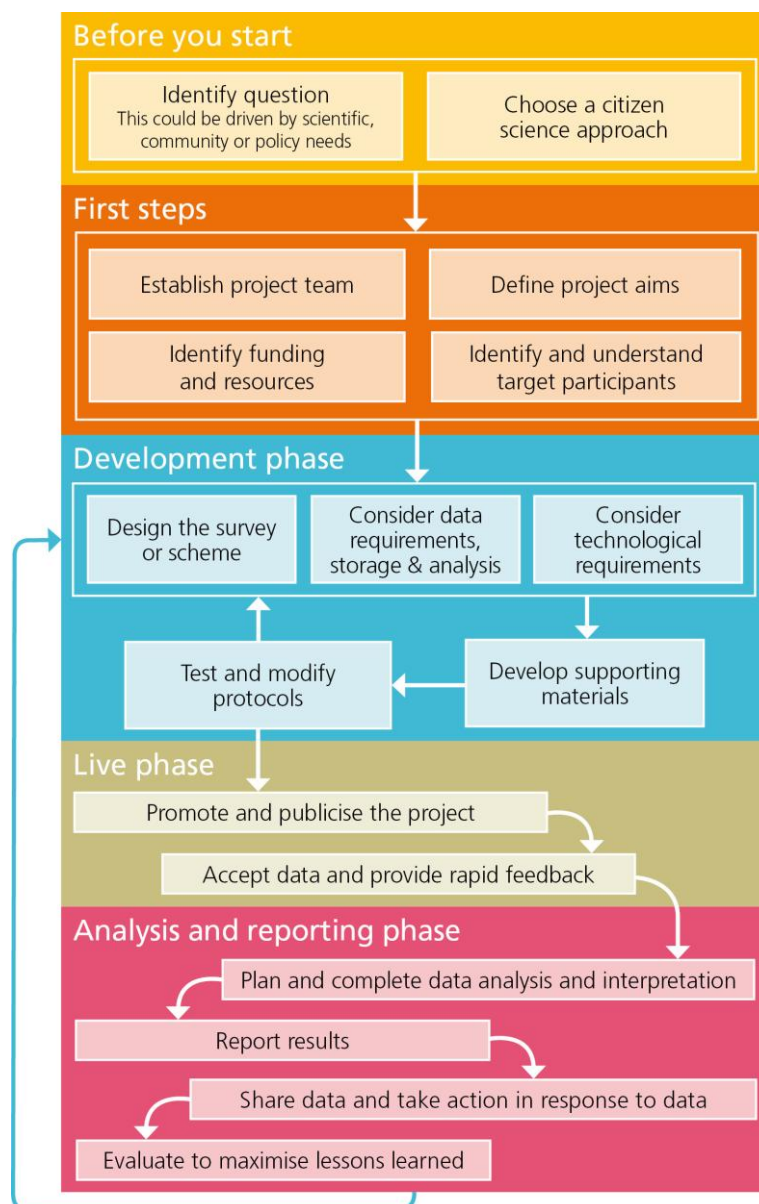 Before you start
Identify question
This could be driven by scientific,
community or policy needs
Choose a citizen
science approach
First steps
Establish project team
Define project aims
Identify funding
and resources
Identify and understand
target participants
Development phase
Design the survey
or scheme
Consider data
requirements,
storage & analysis
Consider
technological
requirements
Test and modify
protocols
Develop supporting
materials
Live phase
Promote and publicise the project
Accept data and provide rapid feedback
Analysis and reporting phase
Plan and complete data analysis and interpretation
Report results
Share data and take action in response to data
Evaluate to maximise lessons learned